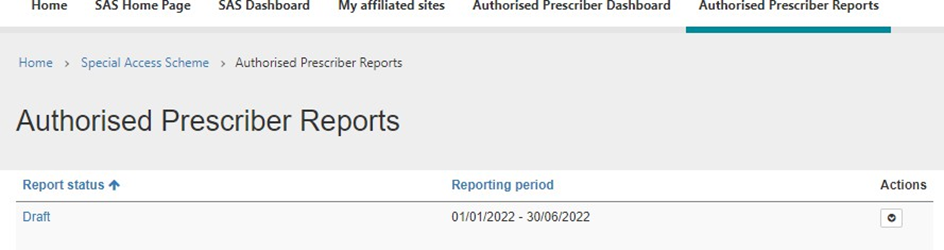 Home SAS Home Page SAS Dashboard My affiliated sites Authorised Prescriber Dashboard Authorised Prescriber Reports
Home > Special Access Scheme > Authorised Prescriber Reports
Authorised Prescriber Reports
Report status Reporting period Actions
Draft 01/01/2022 - 30/06/2022